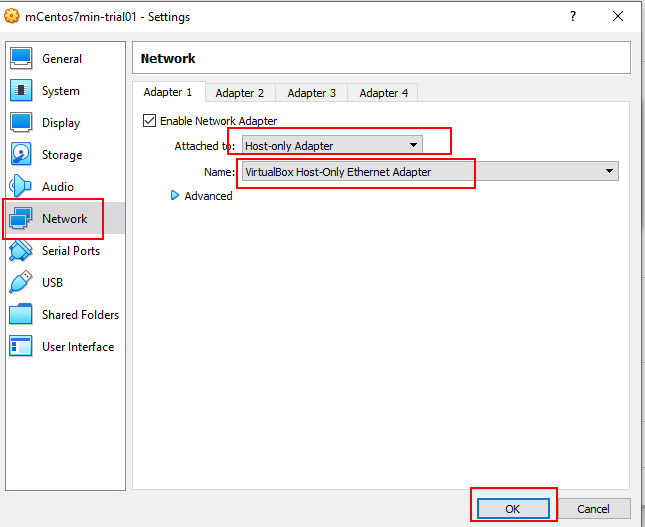 mCentos7min-trial01 - Settings
?
General
System
Display
Storage
Audio
Network
Serial Ports
USB
Shared Folders
User Interface
Network
Adapter 1
Adapter 2
Adapter 3
Adapter 4
Enable Network Adapter
Attached to: Host-only Adapter
Name: VirtualBox Host-Only Ethernet Adapter
Advanced
OK
Cancel